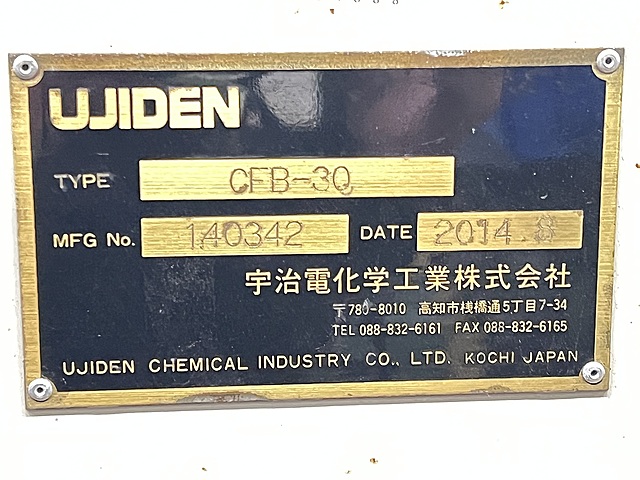 UJIDEN
TYPE CFB-30
MFG No. 140342 DATE 2014.8
宇治電化学工業株式会社
〒780-8010 高知市桟橋通5丁目7-34
TEL 088-832-6161 FAX 088-832-6165
UJIDEN CHEMICAL INDUSTRY CO., LTD. KOCHI JAPAN